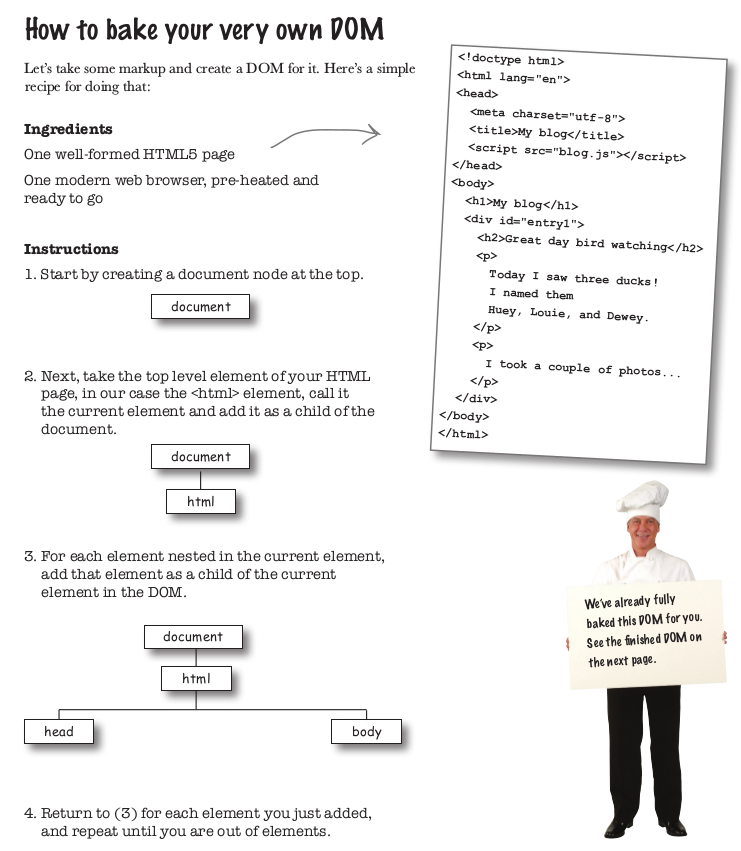 How to bake your very own DOM
Let's take some markup and create a DOM for it. Here's a simple
recipe for doing that:
Ingredients
One well-formed HTML5 page
One modern web browser, pre-heated and
ready to go
Instructions
1. Start by creating a document node at the top.
document
2. Next, take the top level element of your HTML
page, in our case the <html> element, call it
the current element and add it as a child of the
document.
document
html
3. For each element nested in the current element,
add that element as a child of the current
element in the DOM.
document
html
head
body
4. Return to (3) for each element you just added,
and repeat until you are out of elements.
<!doctype html>
<html lang="en">
<head>
<meta charset="utf-8">
<title>My blog</title>
<script src="blog.js"></script>
</head>
<body>
<h1>My blog</h1>
<div id="entry1">
<h2>Great day bird watching</h2>
<p>
Today I saw three ducks!
I named them
Huey, Louie, and Dewey.
</p>
<p>
I took a couple of photos...
</p>
</div>
</body>
</html>
We've already fully
baked this DOM for you.
See the finished DOM on
the next page.